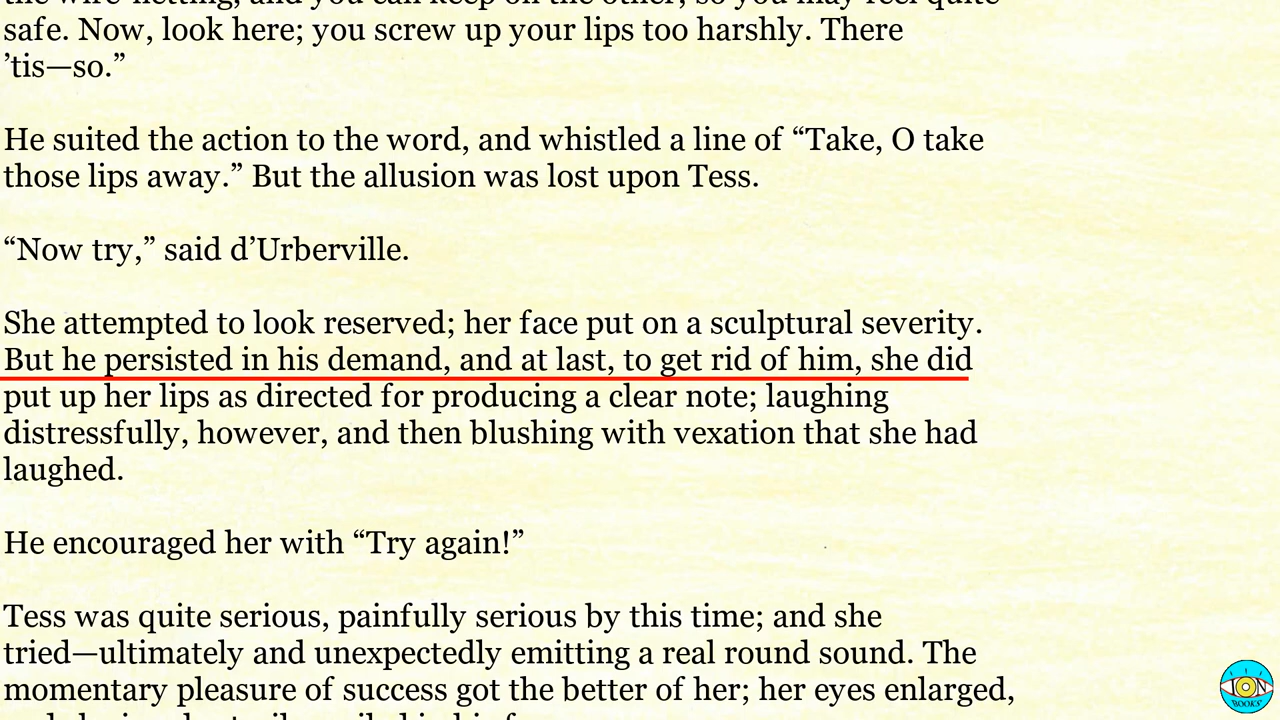 safe. Now, look here; you screw up your lips too harshly. There
’tis—so.”
He suited the action to the word, and whistled a line of “Take, O take
those lips away.” But the allusion was lost upon Tess.
“Now try,” said d’Urberville.
She attempted to look reserved; her face put on a sculptural severity.
But he persisted in his demand, and at last, to get rid of him, she did
put up her lips as directed for producing a clear note; laughing
distressfully, however, and then blushing with vexation that she had
laughed.
He encouraged her with “Try again!”
Tess was quite serious, painfully serious by this time; and she
tried—ultimately and unexpectedly emitting a real round sound. The
momentary pleasure of success got the better of her; her eyes enlarged,
ION
BOOKS